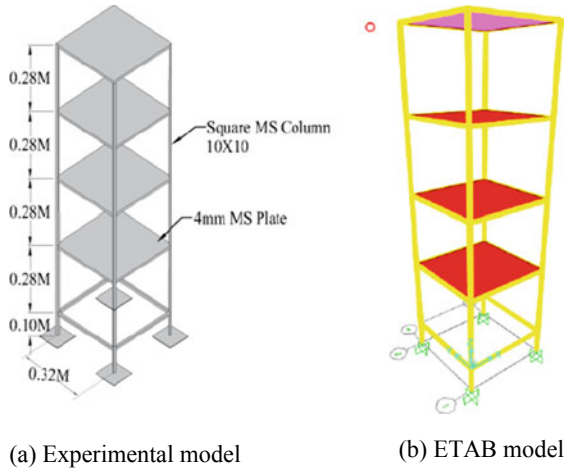 0.28M
0.28M
0.28M
0.28M
0.10M
0.32M
Square MS Column
10X10
4mm MS Plate
(a) Experimental model
(b) ETAB model